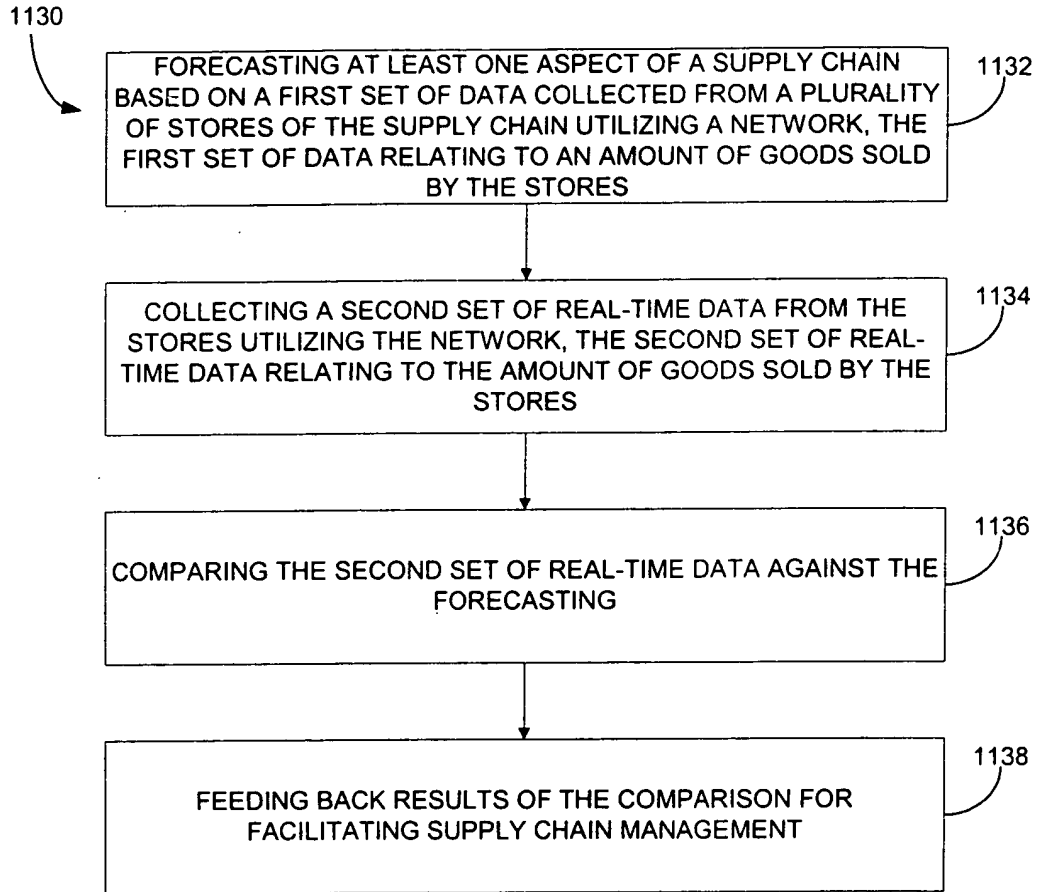 1130
FORECASTING AT LEAST ONE ASPECT OF A SUPPLY CHAIN
BASED ON A FIRST SET OF DATA COLLECTED FROM A PLURALITY
OF STORES OF THE SUPPLY CHAIN UTILIZING A NETWORK, THE
FIRST SET OF DATA RELATING TO AN AMOUNT OF GOODS SOLD
BY THE STORES
1132
COLLECTING A SECOND SET OF REAL-TIME DATA FROM THE
STORES UTILIZING THE NETWORK, THE SECOND SET OF REAL-
TIME DATA RELATING TO THE AMOUNT OF GOODS SOLD BY THE
STORES
1134
COMPARING THE SECOND SET OF REAL-TIME DATA AGAINST THE
FORECASTING
1136
FEEDING BACK RESULTS OF THE COMPARISON FOR
FACILITATING SUPPLY CHAIN MANAGEMENT
1138